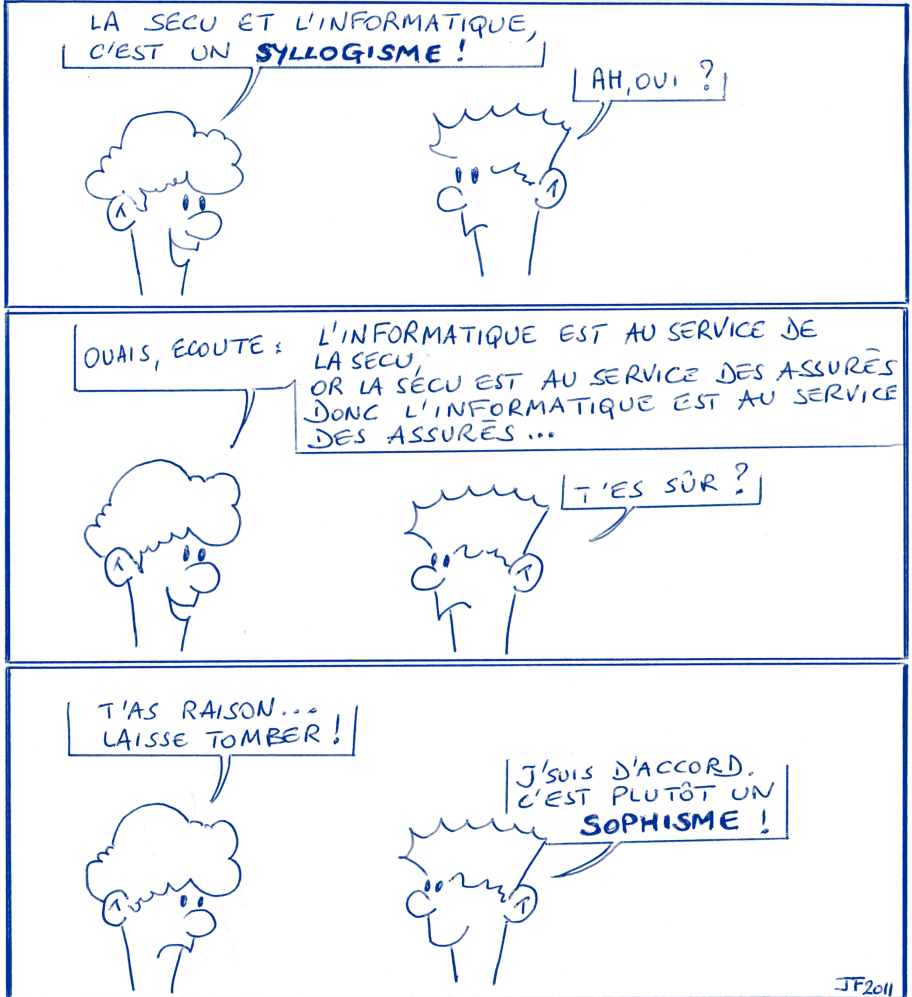 LA SECU ET L'INFORMATIQUE,
C'EST UN SYLLOGISME !
AH, OUI ?
OUAIS, ECOUTE :
L'INFORMATIQUE EST AU SERVICE DE
LA SECU,
OR LA SÉCU EST AU SERVICE DES ASSURÉS
DONC L'INFORMATIQUE EST AU SERVICE
DES ASSURÉS ...
T'ES SÛR ?
T'AS RAISON...
LAISSE TOMBER !
J'SUIS D'ACCORD.
C'EST PLUTÔT UN
SOPHISME !
JF2011